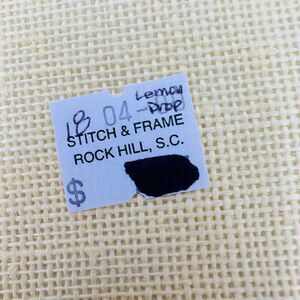 Lemon
Drop
18 04-
STITCH & FRAME
ROCK HILL, S.C.
$